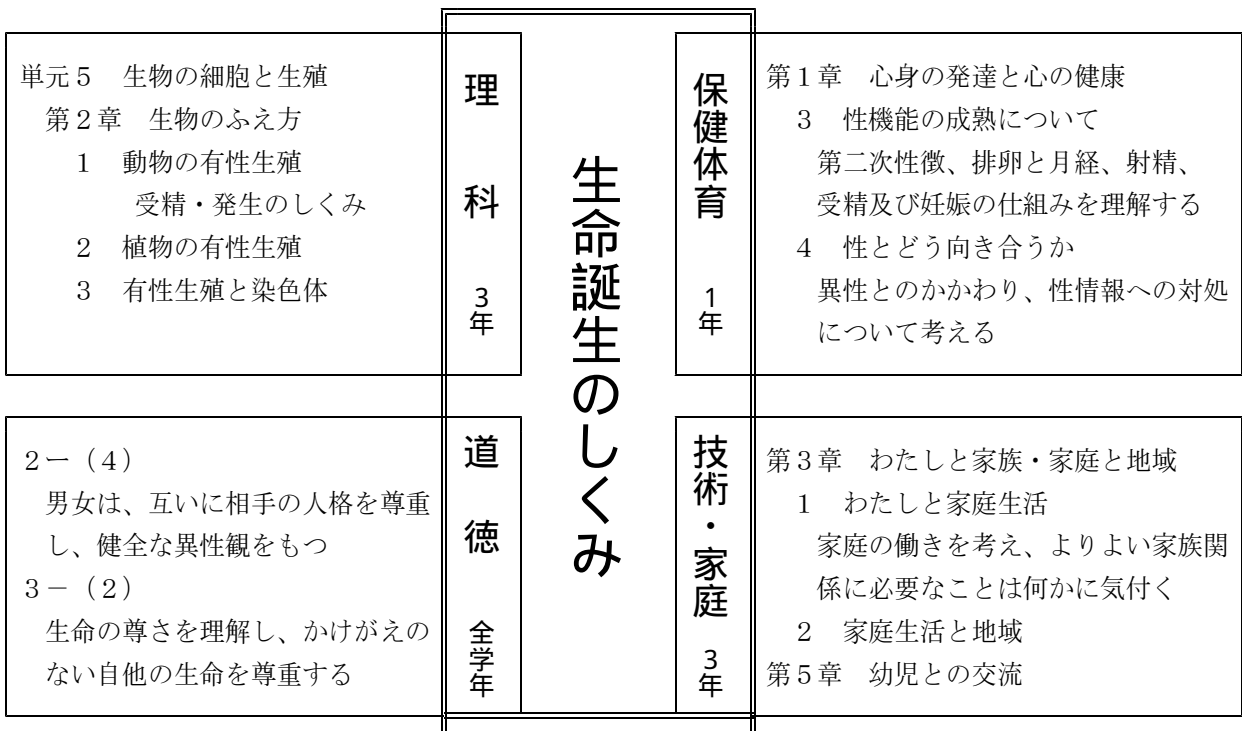 単元５　生物の細胞と生殖
第２章　生物のふえ方
１　動物の有性生殖
受精・発生のしくみ
２　植物の有性生殖
３　有性生殖と染色体
理科　3年
生命誕生のしくみ
保健体育　1年
第１章　心身の発達と心の健康
３　性機能の成熟について
第二次性徴、排卵と月経、射精、
受精及び妊娠の仕組みを理解する
４　性とどう向き合うか
異性とのかかわり、性情報への対処
について考える
２ー（４）
男女は、互いに相手の人格を尊重
し、健全な異性観をもつ
３－（２）
生命の尊さを理解し、かけがえの
ない自他の生命を尊重する
道徳　全学年
技術・家庭　3年
第３章　わたしと家族・家庭と地域
１　わたしと家庭生活
家庭の働きを考え、よりよい家族関
係に必要なことは何かに気付く
２　家庭生活と地域
第５章　幼児との交流